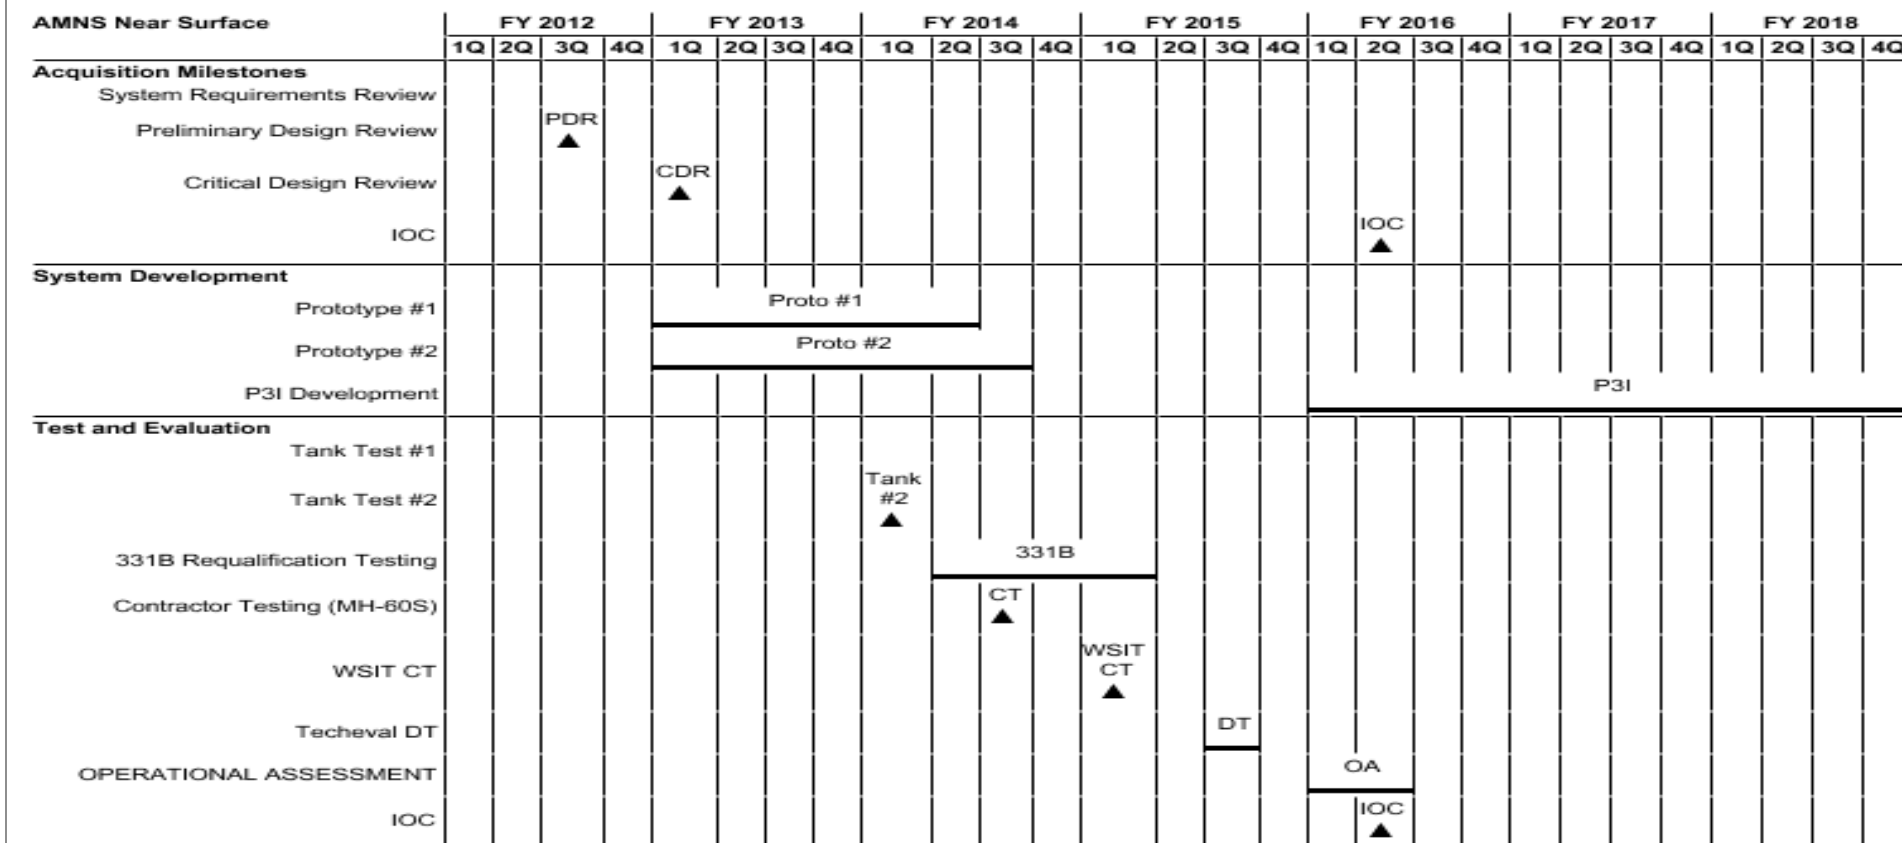 AMNS Near Surface FY 2012 FY 2013 FY 2014 FY 2015 FY 2016 FY 2017 FY 2018
1Q 2Q 3Q 4Q 1Q 2Q 3Q 4Q 1Q 2Q 3Q 4Q 1Q 2Q 3Q 4Q 1Q 2Q 3Q 4Q 1Q 2Q 3Q 4Q 1Q 2Q 3Q 4Q
Acquisition Milestones
System Requirements Review
PDR
Preliminary Design Review
CDR
Critical Design Review
IOC
IOC
System Development
Proto #1
Prototype #1
Proto #2
Prototype #2
P3I
P3I Development
Test and Evaluation
Tank Test #1
Tank
Tank Test #2 #2
331B
331B Requalification Testing
CT
Contractor Testing (MH-60S)
WSIT
WSIT CT CT
DT
Techeval DT
OA
OPERATIONAL ASSESSMENT
IOC
IOC